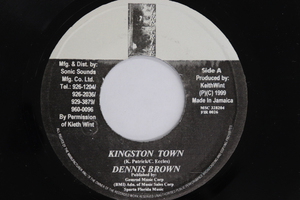 Mfg. & Dist. by:
Sonic Sounds
Mfg. Co. Ltd.
Tel: 926-1204/
926-2036/
929-3879/
960-0096
By Permission
of Kieth Wint
Side A
Produced by:
KeithWint
(P)(C) 1999
Made in Jamaica
KINGSTON TOWN
(K. Patrick/C. Eccles)
DENNIS BROWN
Published by:
General Music Corp
(BMI) Adm. of Music Sales Corp
Sparta Florida Music